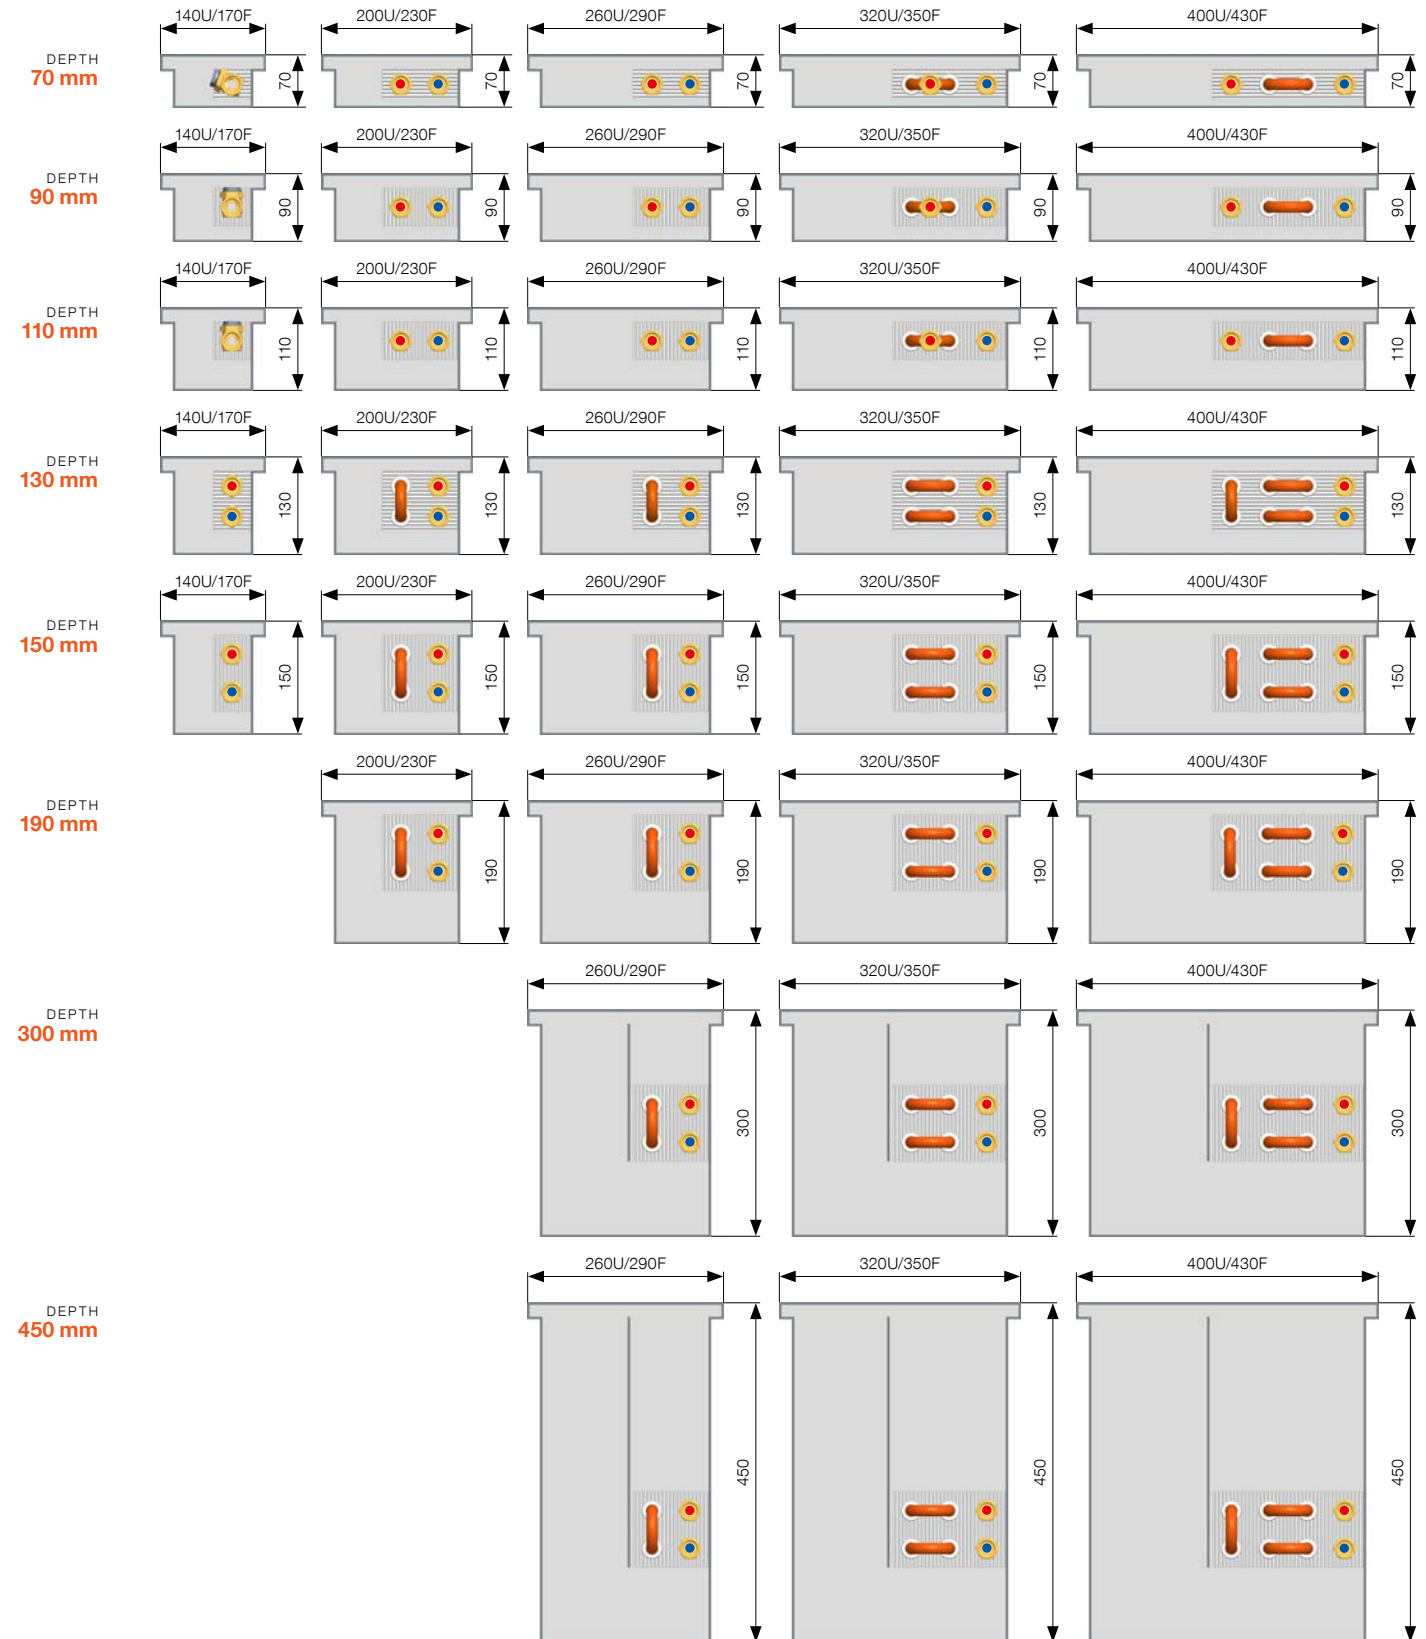 140U/170F 200U/230F 260U/290F 320U/350F 400U/430F
DEPTH
70 mm
70 70 70 70 70
140U/170F 200U/230F 260U/290F 320U/350F 400U/430F
DEPTH
90 mm
90 90 90 90 90
140U/170F 200U/230F 260U/290F 320U/350F 400U/430F
DEPTH
110 mm
110 110 110 110 110
140U/170F 200U/230F 260U/290F 320U/350F 400U/430F
DEPTH
130 mm
130 130 130 130 130
140U/170F 200U/230F 260U/290F 320U/350F 400U/430F
DEPTH
150 mm
150 150 150 150 150
200U/230F 260U/290F 320U/350F 400U/430F
DEPTH
190 mm
190 190 190 190
260U/290F 320U/350F 400U/430F
DEPTH
300 mm
300 300 300
260U/290F 320U/350F 400U/430F
DEPTH
450 mm
450 450 450